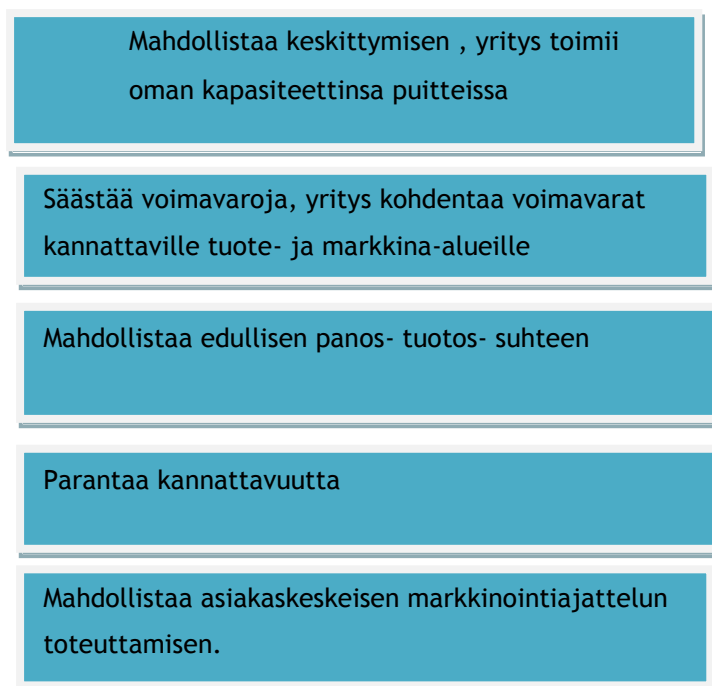 Mahdollistaa keskittymisen , yritys toimii
oman kapasiteettinsa puitteissa
Säästää voimavaroja, yritys kohdentaa voimavarat
kannattaville tuote- ja markkina-alueille
Mahdollistaa edullisen panos- tuotos- suhteen
Parantaa kannattavuutta
Mahdollistaa asiakaskeskeisen markkinointiajattelun
toteuttamisen.